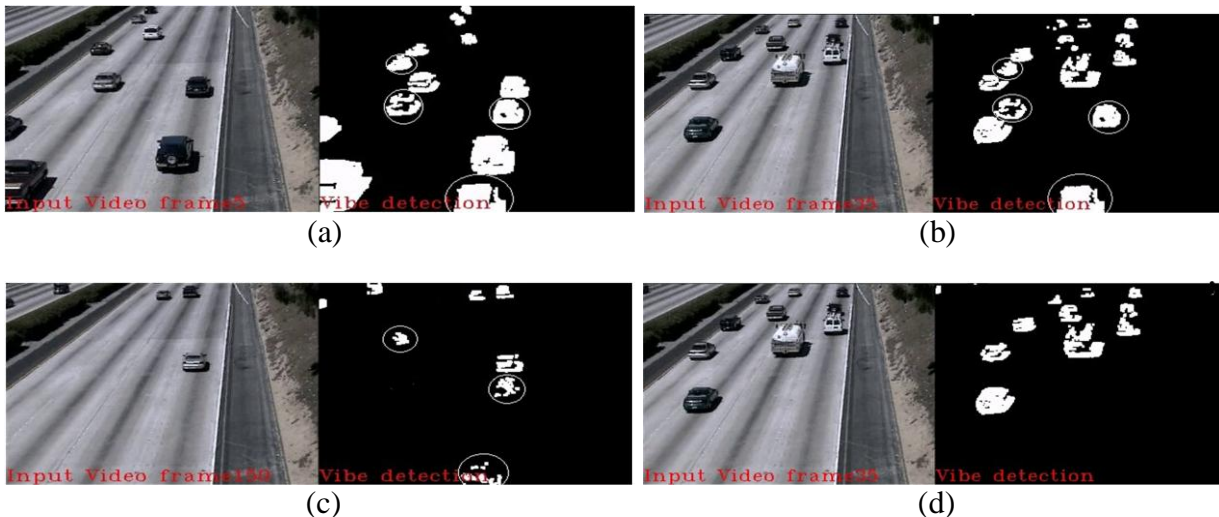 Input Video frame5 Vibe detection
Input Video frame35 Vibe detection
(a)
(b)
Input Video frame150 Vibe detection
Input Video frame35 Vibe detection
(c)
(d)